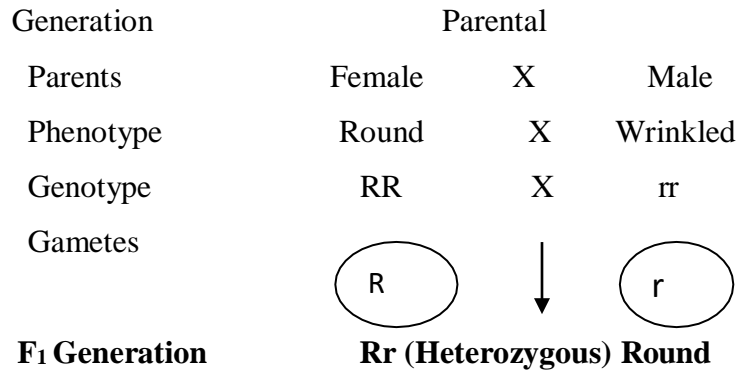 Generation Parental
Parents Female X Male
Phenotype Round X Wrinkled
Genotype RR X rr
Gametes
R r
F1 Generation Rr (Heterozygous) Round